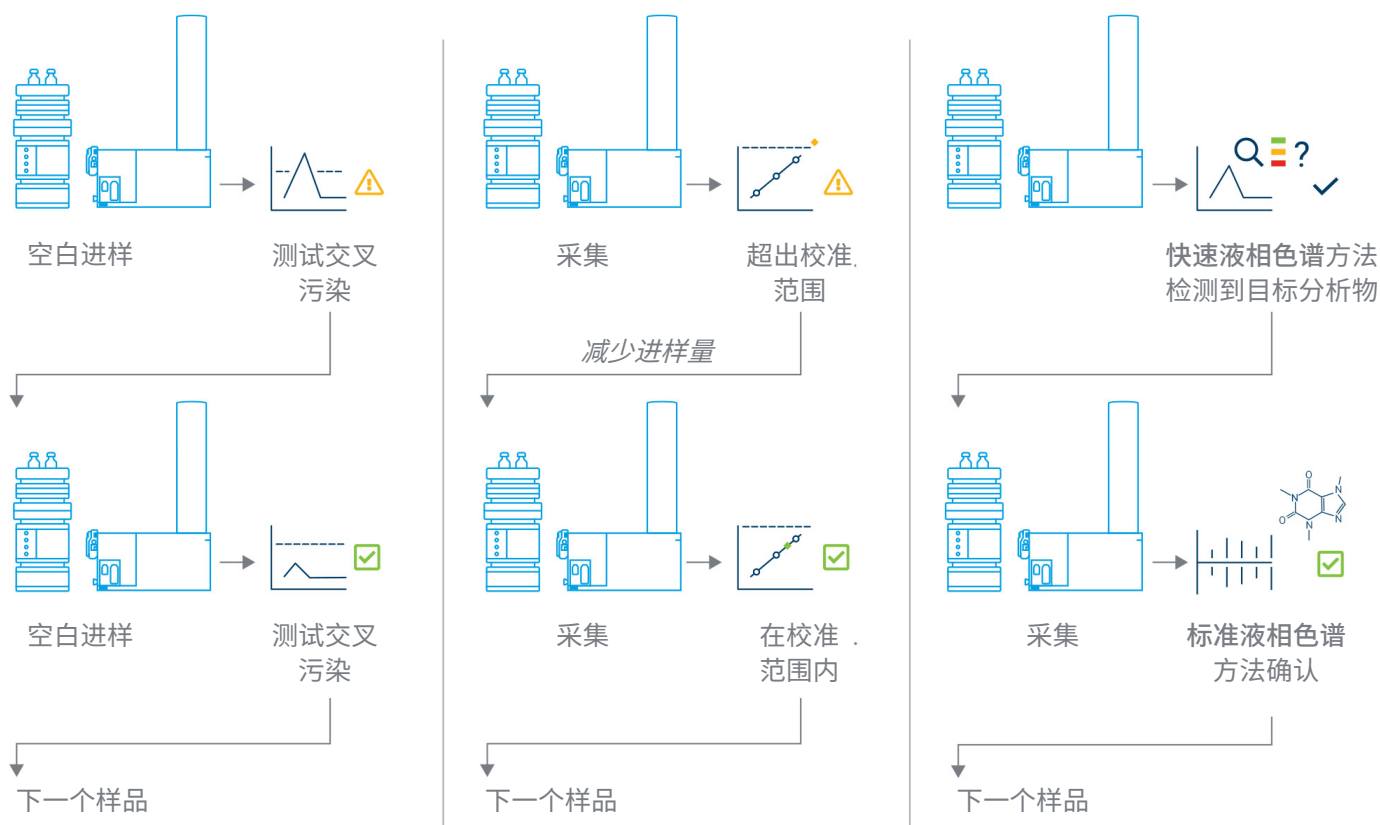 空白进样
测试交叉
污染
空白进样
测试交叉
污染
下一个样品
采集
超出校准.
范围
减少进样量
采集
在校准 .
范围内
下一个样品
?
快速液相色谱方法
检测到目标分析物
O
N
N
O
N
N
采集
标准液相色谱
方法确认
下一个样品